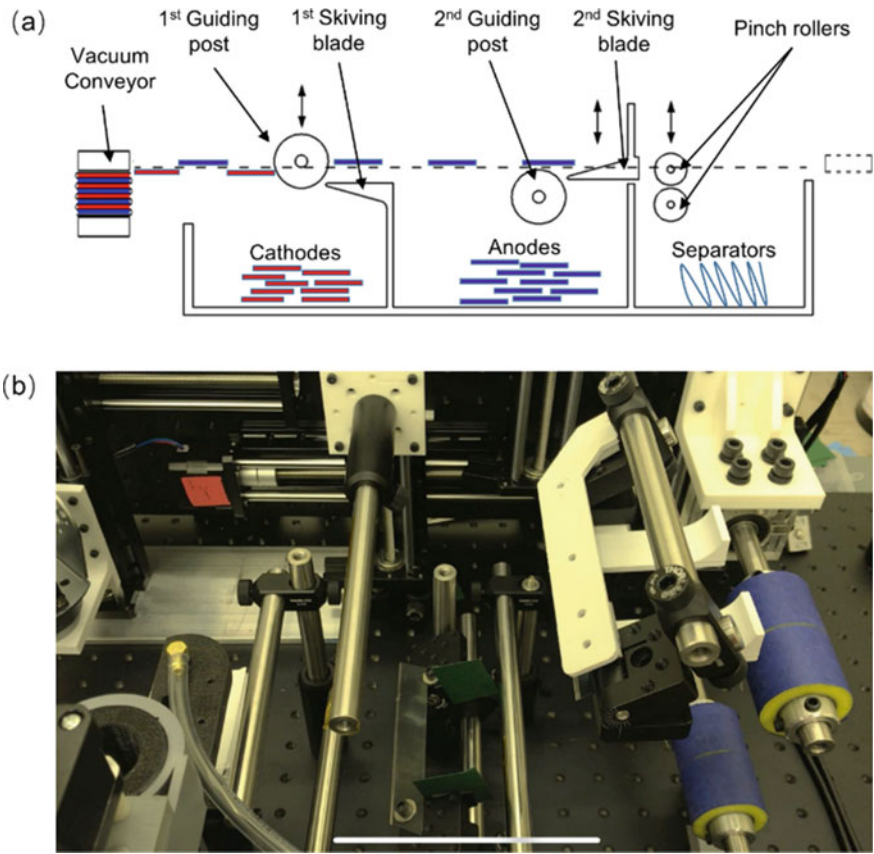 (a)
1st Guiding
post
1st Skiving
blade
2nd Guiding
post
2nd Skiving
blade
Pinch rollers
Vacuum
Conveyor
Cathodes
Anodes
Separators
(b)